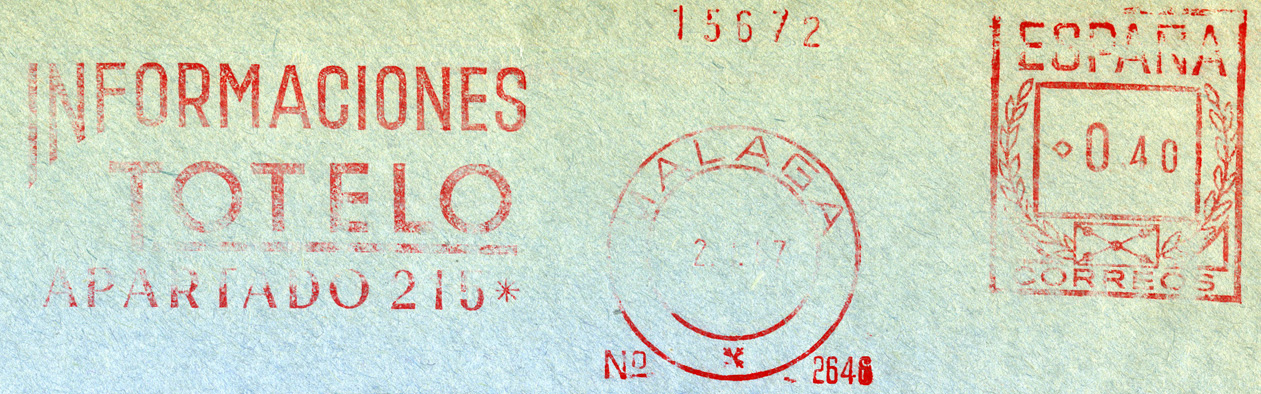 15672
ESPAÑA
INFORMACIONES
0.40
TOTELO
MALAGA
APARTADO 215*
CORREOS
Nº 2646